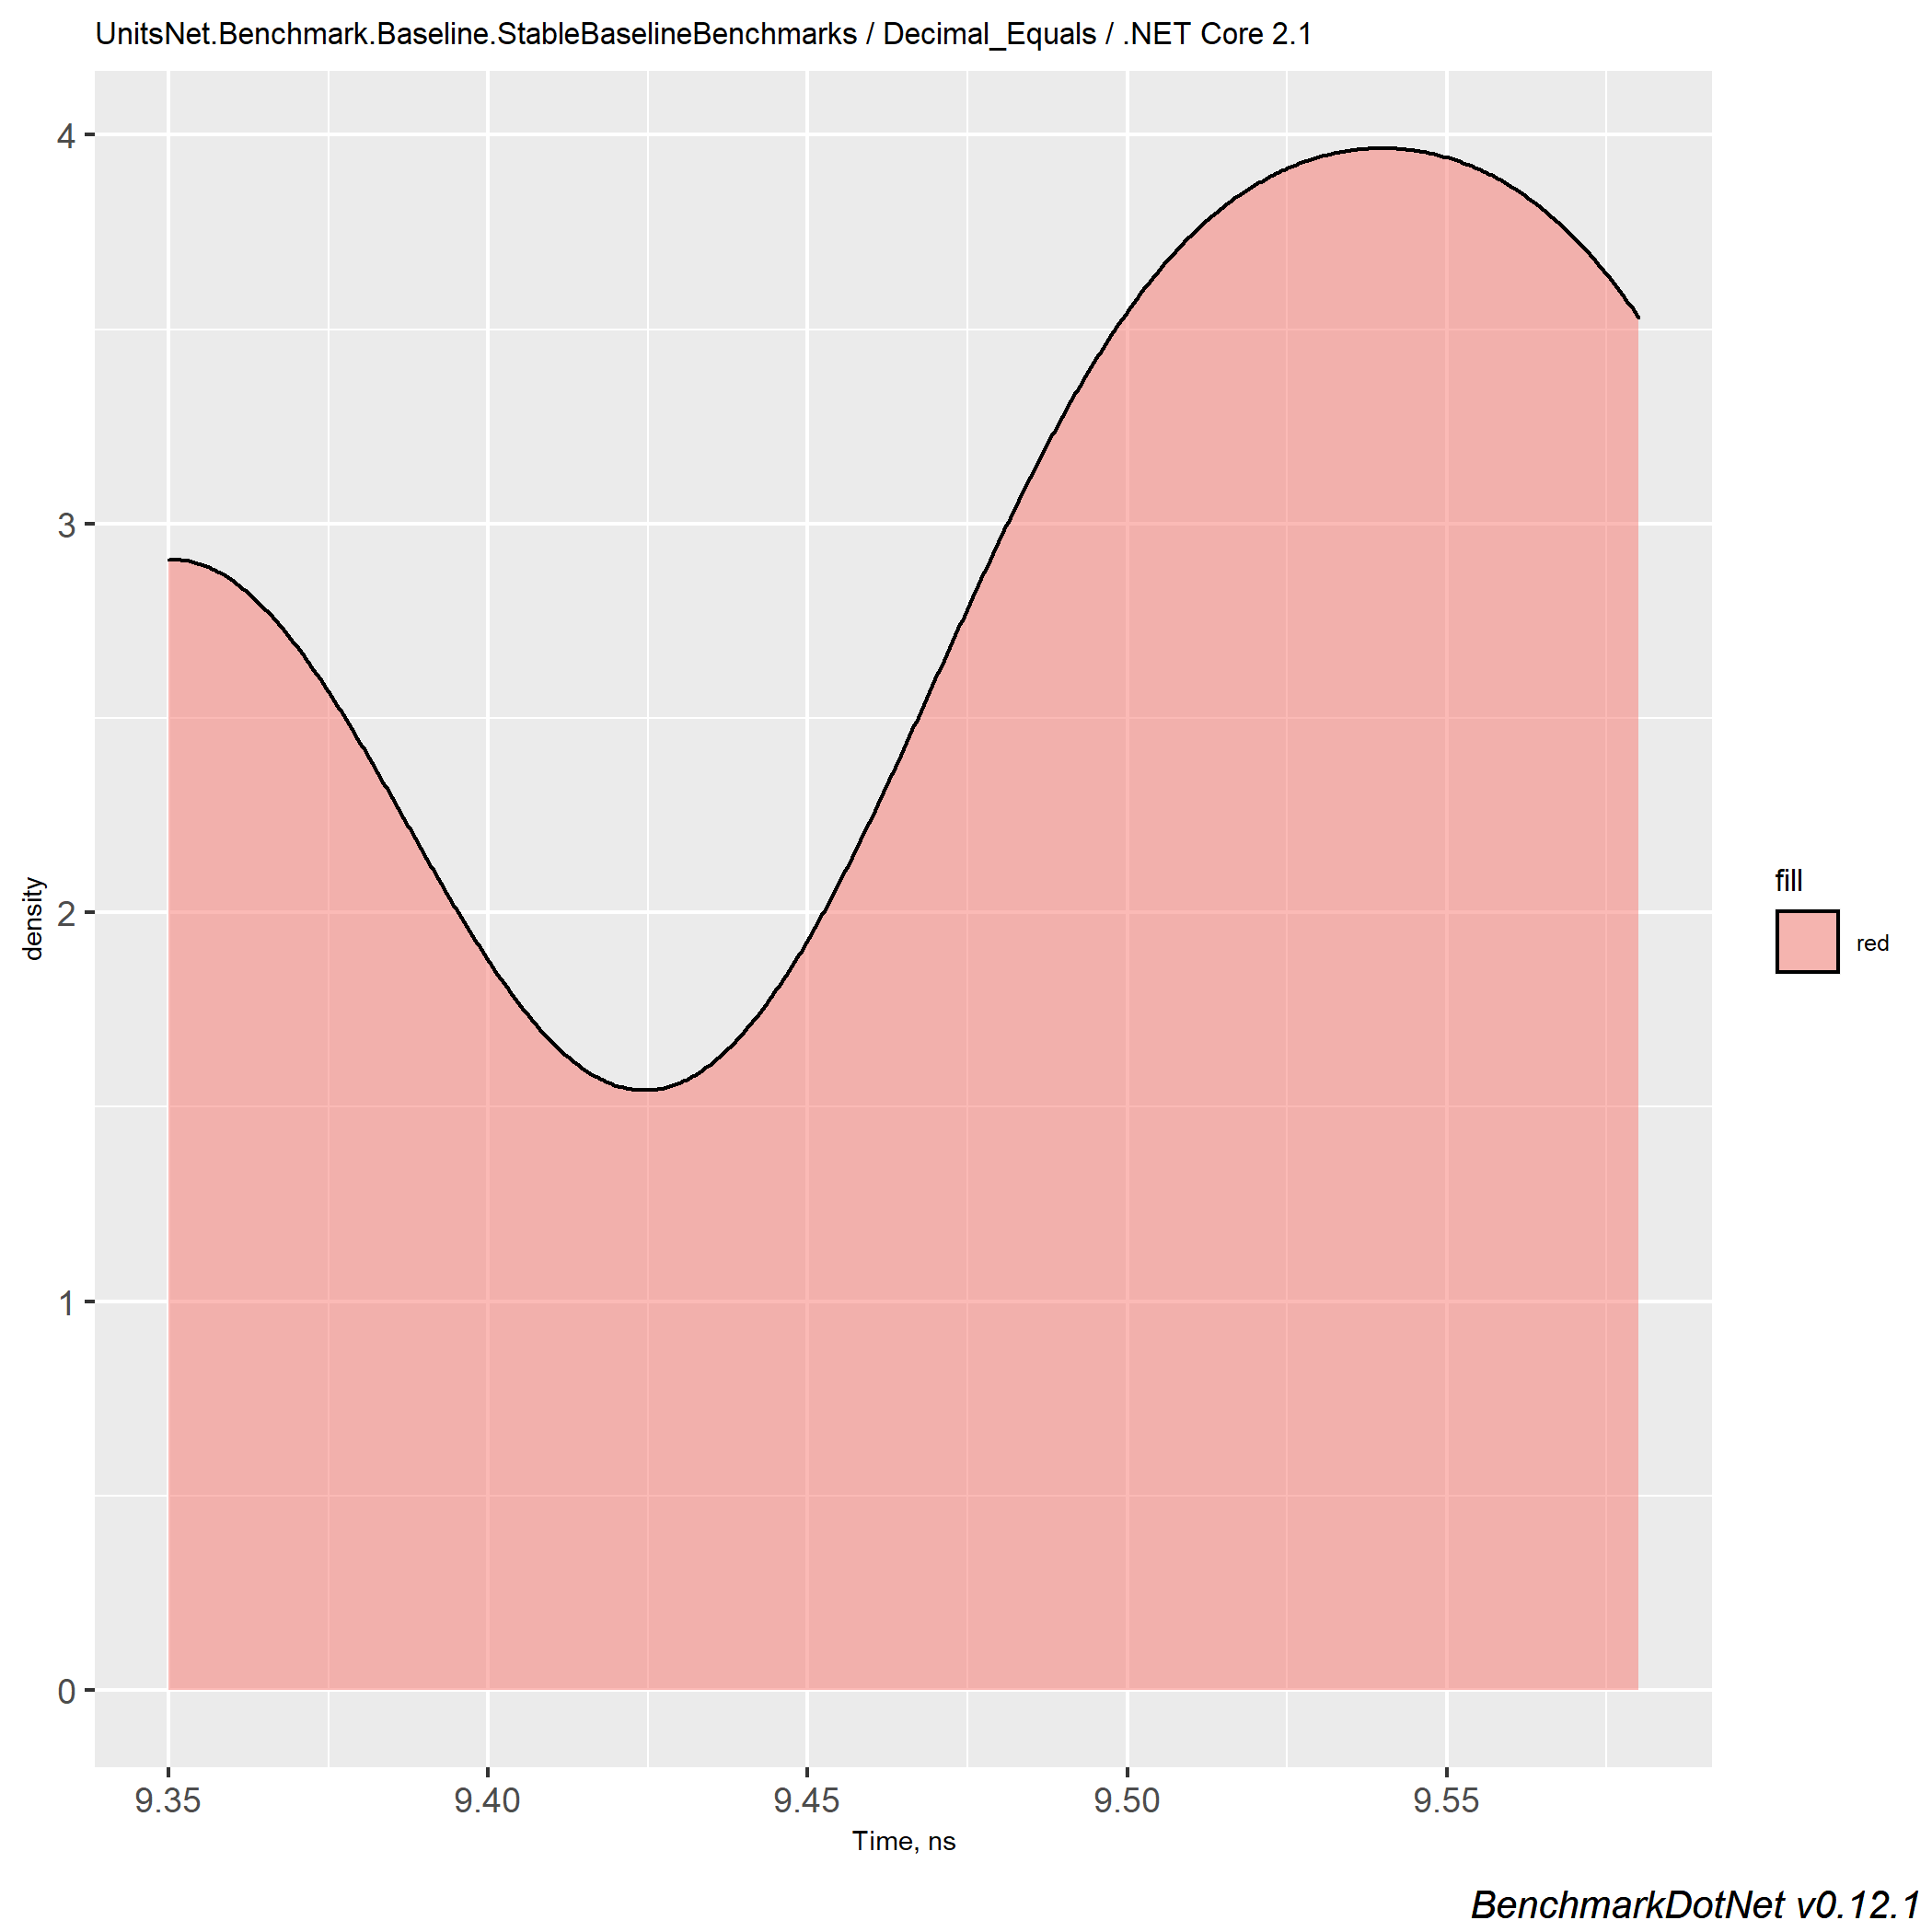 UnitsNet.Benchmark.Baseline.StableBaselineBenchmarks / Decimal_Equals / .NET Core 2.1
4
3
2
1
0
density
9.35 9.40 9.45 9.50 9.55
Time, ns
fill
red
BenchmarkDotNet v0.12.1